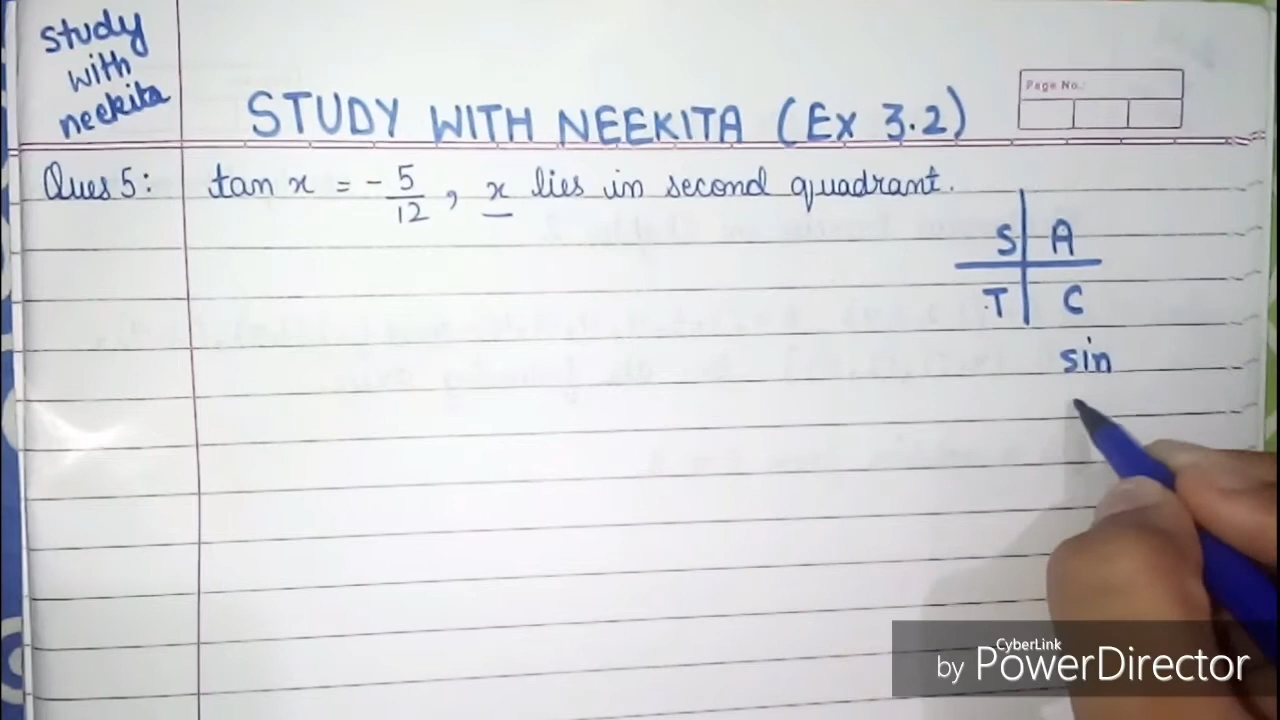 study
with
neekita
STUDY WITH NEEKITA (Ex 3.2)
Page No.:
Ques 5: tan x = -5/12, x lies in second quadrant.
S A
T C
sin
CyberLink
by PowerDirector